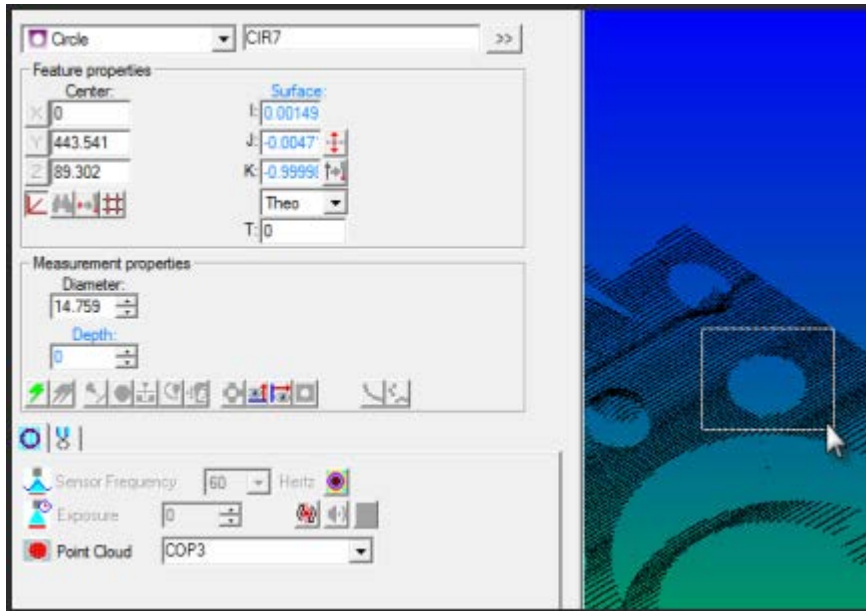 Circle CIR7 >>
Feature properties
Center: Surface:
X 0 I: 0.00149
Y 443.541 J: -0.0047
Z 89.302 K: -0.9999
Theo
T: 0
Measurement properties
Diameter:
14.759
Depth:
0
Sensor Frequency 60 Hertz
Exposure 0
Point Cloud COP3